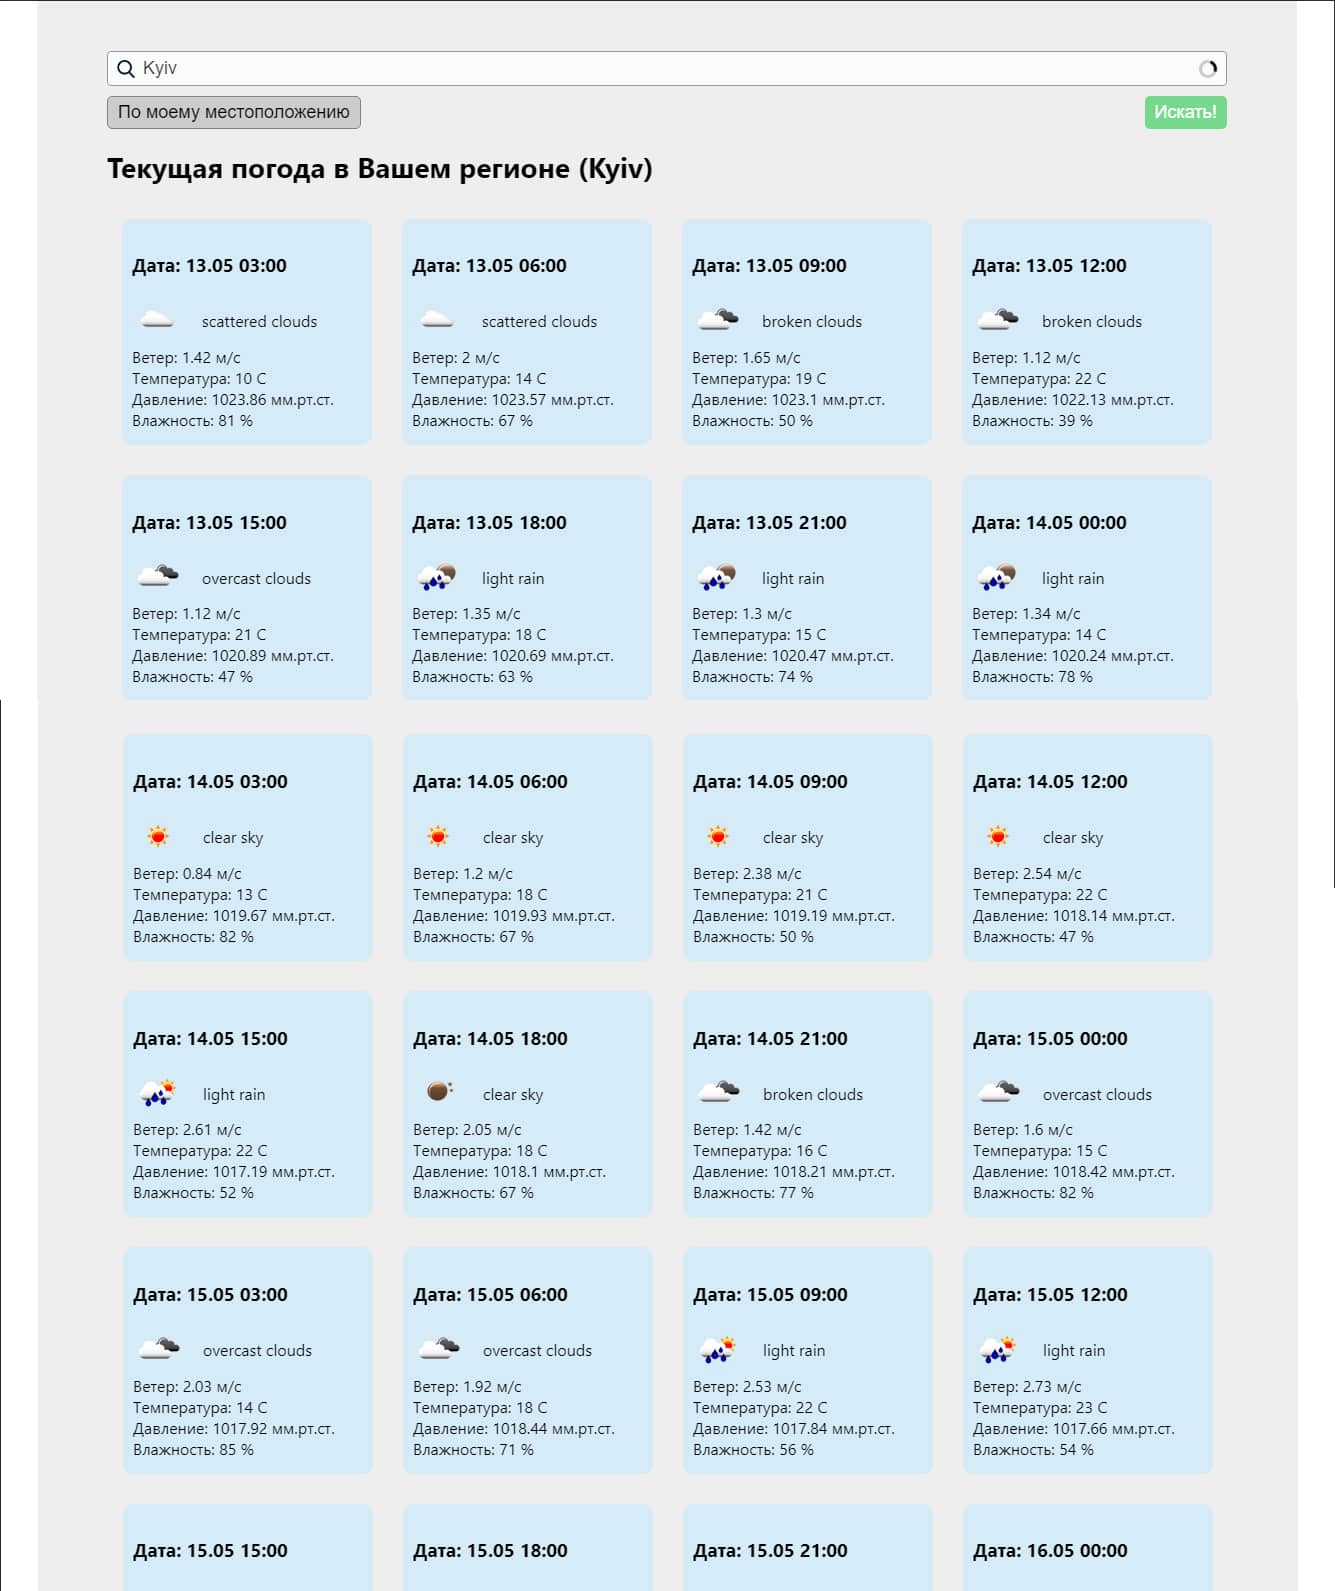 Kyiv
По моему местоположению
Искать!
Текущая погода в Вашем регионе (Kyiv)
Дата: 13.05 03:00
scattered clouds
Ветер: 1.42 м/с
Температура: 10 С
Давление: 1023.86 мм.рт.ст.
Влажность: 81 %
Дата: 13.05 06:00
scattered clouds
Ветер: 2 м/с
Температура: 14 С
Давление: 1023.57 мм.рт.ст.
Влажность: 67 %
Дата: 13.05 09:00
broken clouds
Ветер: 1.65 м/с
Температура: 19 С
Давление: 1023.1 мм.рт.ст.
Влажность: 50 %
Дата: 13.05 12:00
broken clouds
Ветер: 1.12 м/с
Температура: 22 С
Давление: 1022.13 мм.рт.ст.
Влажность: 39 %
Дата: 13.05 15:00
overcast clouds
Ветер: 1.12 м/с
Температура: 21 С
Давление: 1020.89 мм.рт.ст.
Влажность: 47 %
Дата: 13.05 18:00
light rain
Ветер: 1.35 м/с
Температура: 18 С
Давление: 1020.69 мм.рт.ст.
Влажность: 63 %
Дата: 13.05 21:00
light rain
Ветер: 1.3 м/с
Температура: 15 С
Давление: 1020.47 мм.рт.ст.
Влажность: 74 %
Дата: 14.05 00:00
light rain
Ветер: 1.34 м/с
Температура: 14 С
Давление: 1020.24 мм.рт.ст.
Влажность: 78 %
Дата: 14.05 03:00
clear sky
Ветер: 0.84 м/с
Температура: 13 С
Давление: 1019.67 мм.рт.ст.
Влажность: 82 %
Дата: 14.05 06:00
clear sky
Ветер: 1.2 м/с
Температура: 18 С
Давление: 1019.93 мм.рт.ст.
Влажность: 67 %
Дата: 14.05 09:00
clear sky
Ветер: 2.38 м/с
Температура: 21 С
Давление: 1019.19 мм.рт.ст.
Влажность: 50 %
Дата: 14.05 12:00
clear sky
Ветер: 2.54 м/с
Температура: 22 С
Давление: 1018.14 мм.рт.ст.
Влажность: 47 %
Дата: 14.05 15:00
light rain
Ветер: 2.61 м/с
Температура: 22 С
Давление: 1017.19 мм.рт.ст.
Влажность: 52 %
Дата: 14.05 18:00
clear sky
Ветер: 2.05 м/с
Температура: 18 С
Давление: 1018.1 мм.рт.ст.
Влажность: 67 %
Дата: 14.05 21:00
broken clouds
Ветер: 1.42 м/с
Температура: 16 С
Давление: 1018.21 мм.рт.ст.
Влажность: 77 %
Дата: 15.05 00:00
overcast clouds
Ветер: 1.6 м/с
Температура: 15 С
Давление: 1018.42 мм.рт.ст.
Влажность: 82 %
Дата: 15.05 03:00
overcast clouds
Ветер: 2.03 м/с
Температура: 14 С
Давление: 1017.92 мм.рт.ст.
Влажность: 85 %
Дата: 15.05 06:00
overcast clouds
Ветер: 1.92 м/с
Температура: 18 С
Давление: 1018.44 мм.рт.ст.
Влажность: 71 %
Дата: 15.05 09:00
light rain
Ветер: 2.53 м/с
Температура: 22 С
Давление: 1017.84 мм.рт.ст.
Влажность: 56 %
Дата: 15.05 12:00
light rain
Ветер: 2.73 м/с
Температура: 23 С
Давление: 1017.66 мм.рт.ст.
Влажность: 54 %
Дата: 15.05 15:00
Дата: 15.05 18:00
Дата: 15.05 21:00
Дата: 16.05 00:00